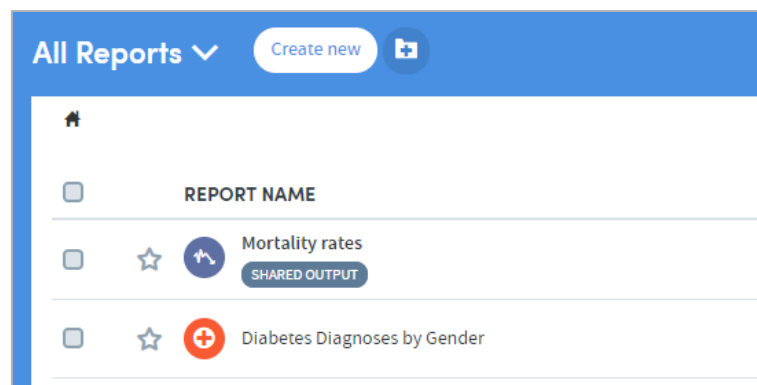 All Reports Create new
REPORT NAME
Mortality rates
SHARED OUTPUT
Diabetes Diagnoses by Gender